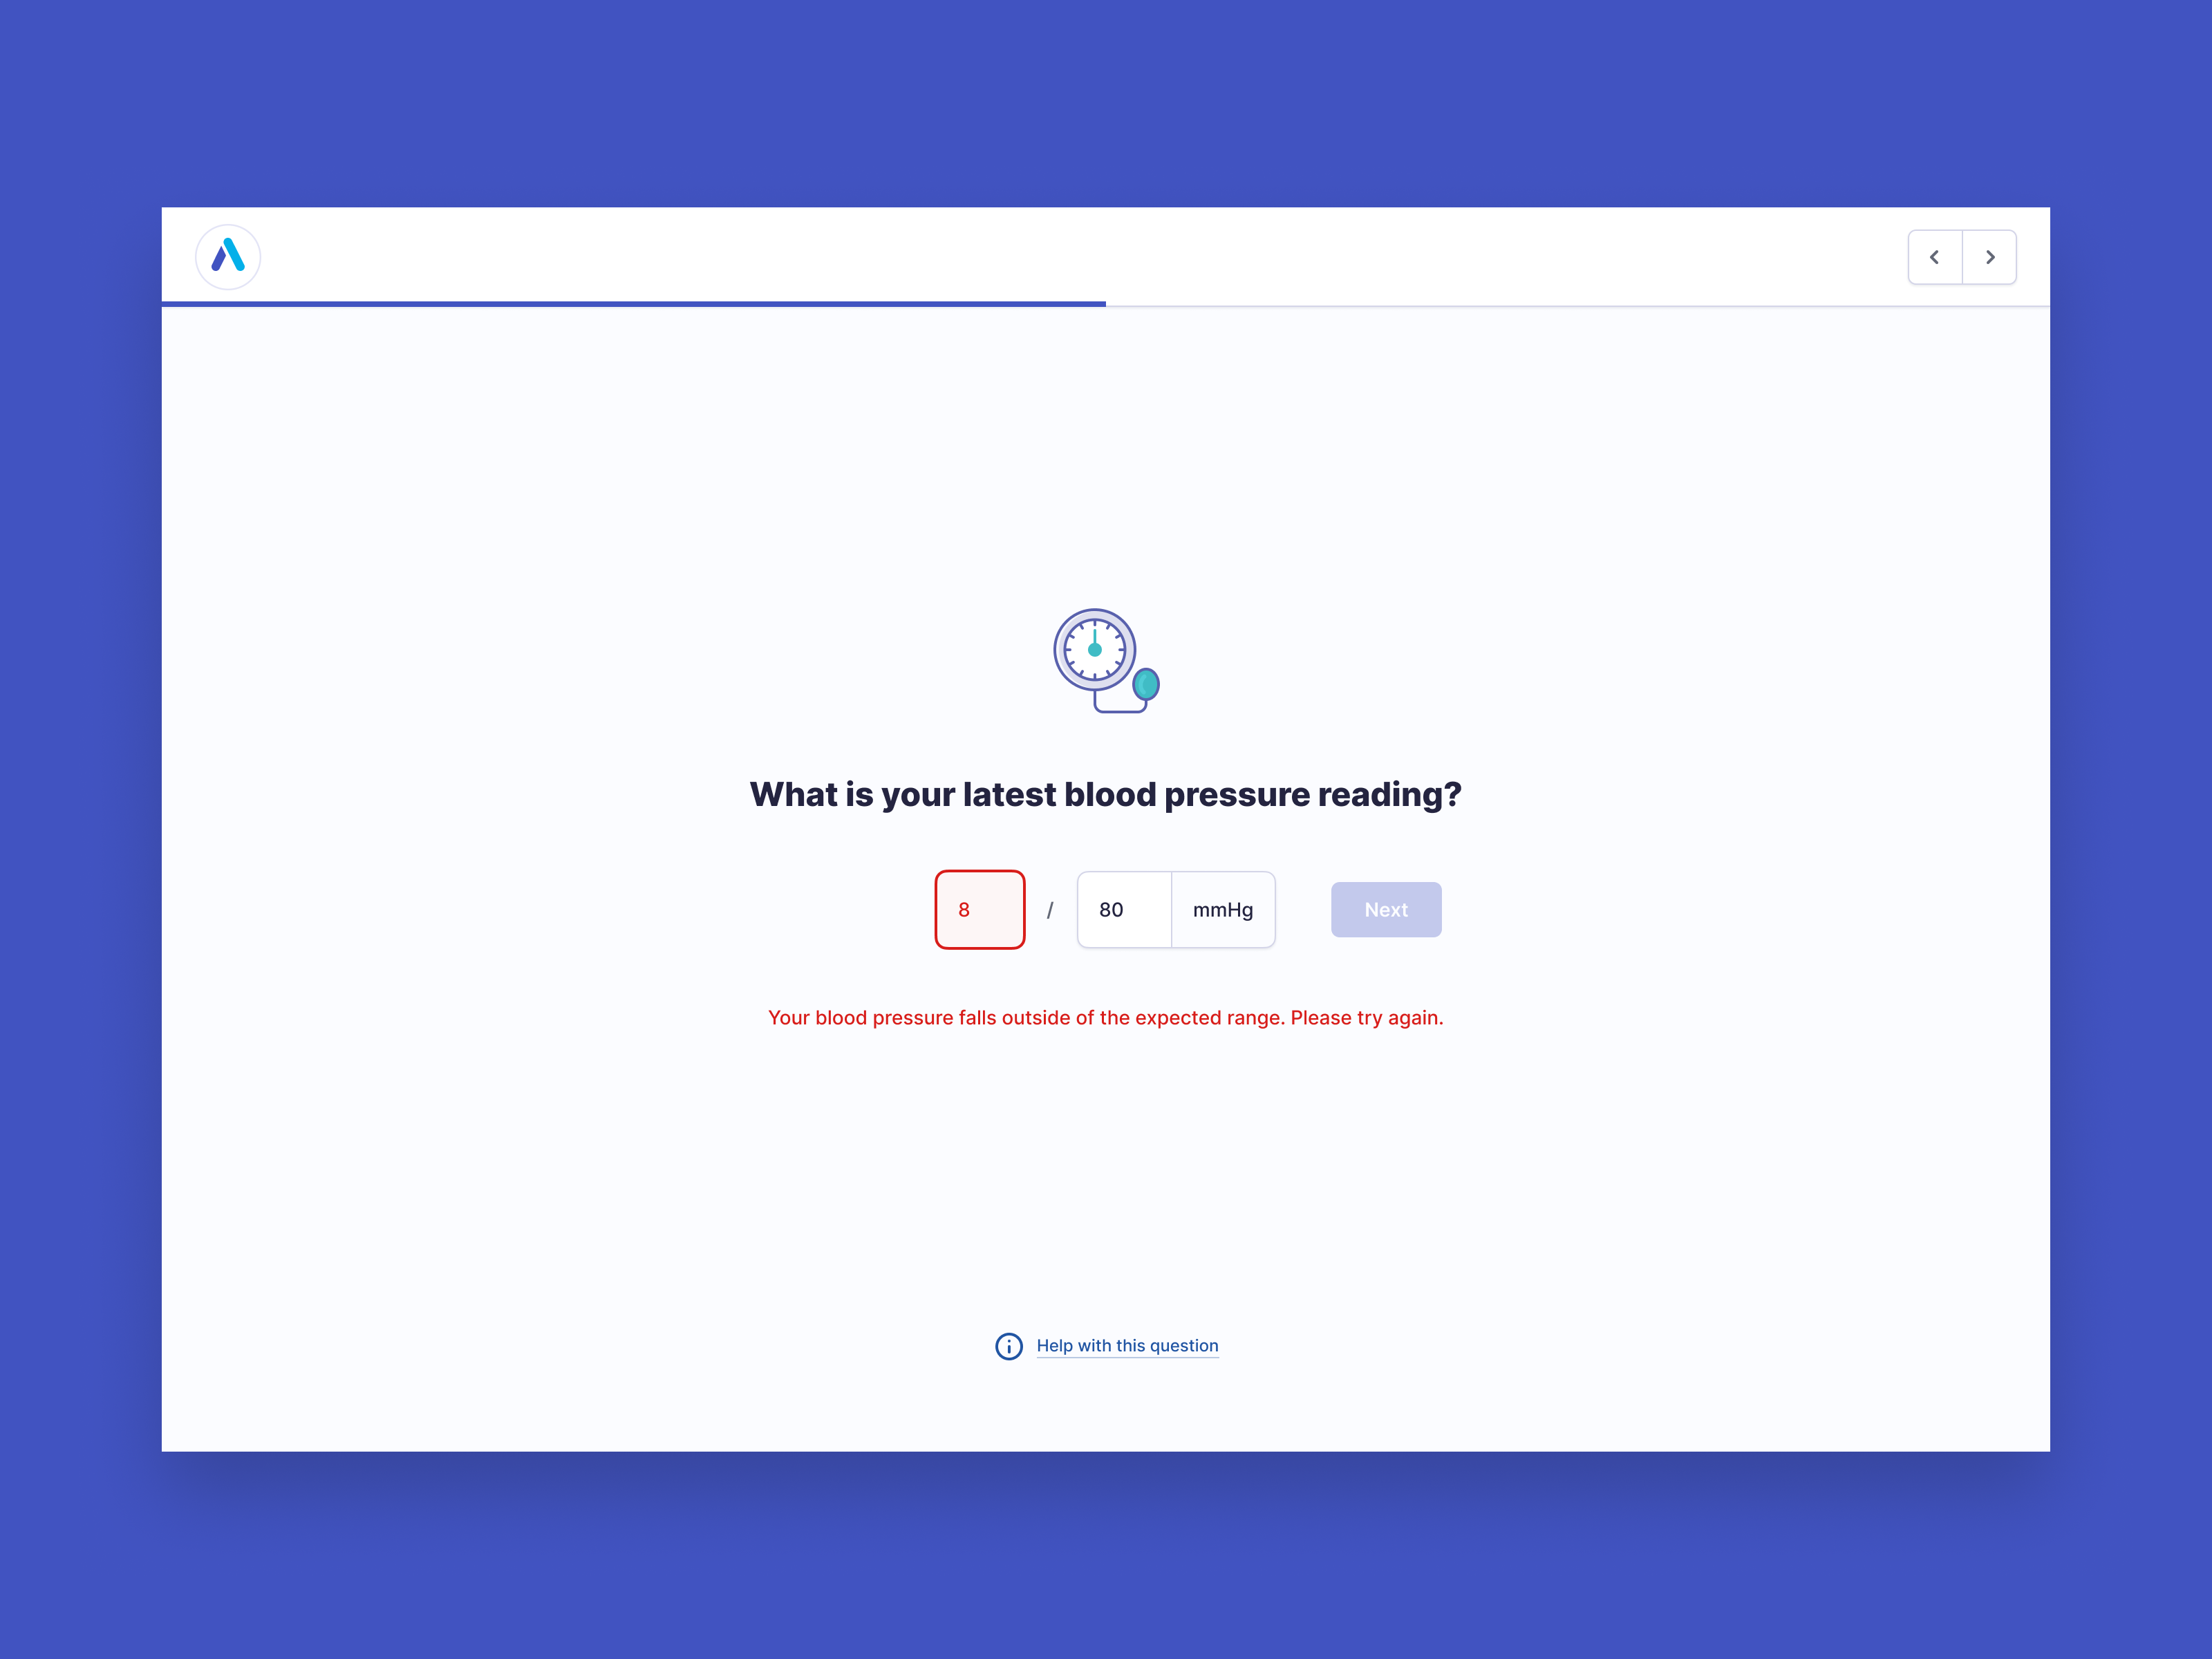 What is your latest blood pressure reading?
8 / 80 mmHg Next
Your blood pressure falls outside of the expected range. Please try again.
Help with this question